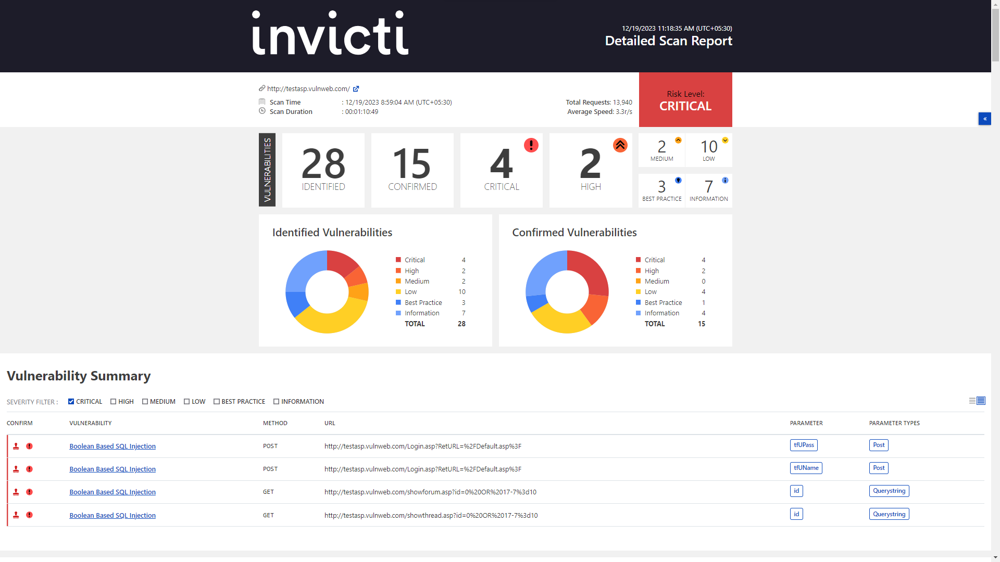 invicti
12/19/2023 11:18:35 AM (UTC+05:30)
Detailed Scan Report
http://testasp.vulnweb.com/
Scan Time : 12/19/2023 8:59:04 AM (UTC+05:30)
Scan Duration : 00:01:10:49
Total Requests: 13,940
Average Speed: 3.3r/s
Risk Level:
CRITICAL
«
VULNERABILITIES
28
IDENTIFIED
15
CONFIRMED
4
CRITICAL
2
HIGH
2
MEDIUM
10
LOW
3
BEST PRACTICE
7
INFORMATION
Identified Vulnerabilities
Critical 4
High 2
Medium 2
Low 10
Best Practice 3
Information 7
TOTAL 28
Confirmed Vulnerabilities
Critical 4
High 2
Medium 0
Low 4
Best Practice 1
Information 4
TOTAL 15
Vulnerability Summary
SEVERITY FILTER : CRITICAL HIGH MEDIUM LOW BEST PRACTICE INFORMATION
CONFIRM VULNERABILITY METHOD URL PARAMETER PARAMETER TYPES
Boolean Based SQL Injection POST http://testasp.vulnweb.com/Login.asp?RetURL=%2FDefault.asp%3F tfUPass Post
Boolean Based SQL Injection POST http://testasp.vulnweb.com/Login.asp?RetURL=%2FDefault.asp%3F tfUName Post
Boolean Based SQL Injection GET http://testasp.vulnweb.com/showforum.asp?id=0%20OR%2017-7%3d10 id Querystring
Boolean Based SQL Injection GET http://testasp.vulnweb.com/showthread.asp?id=0%20OR%2017-7%3d10 id Querystring